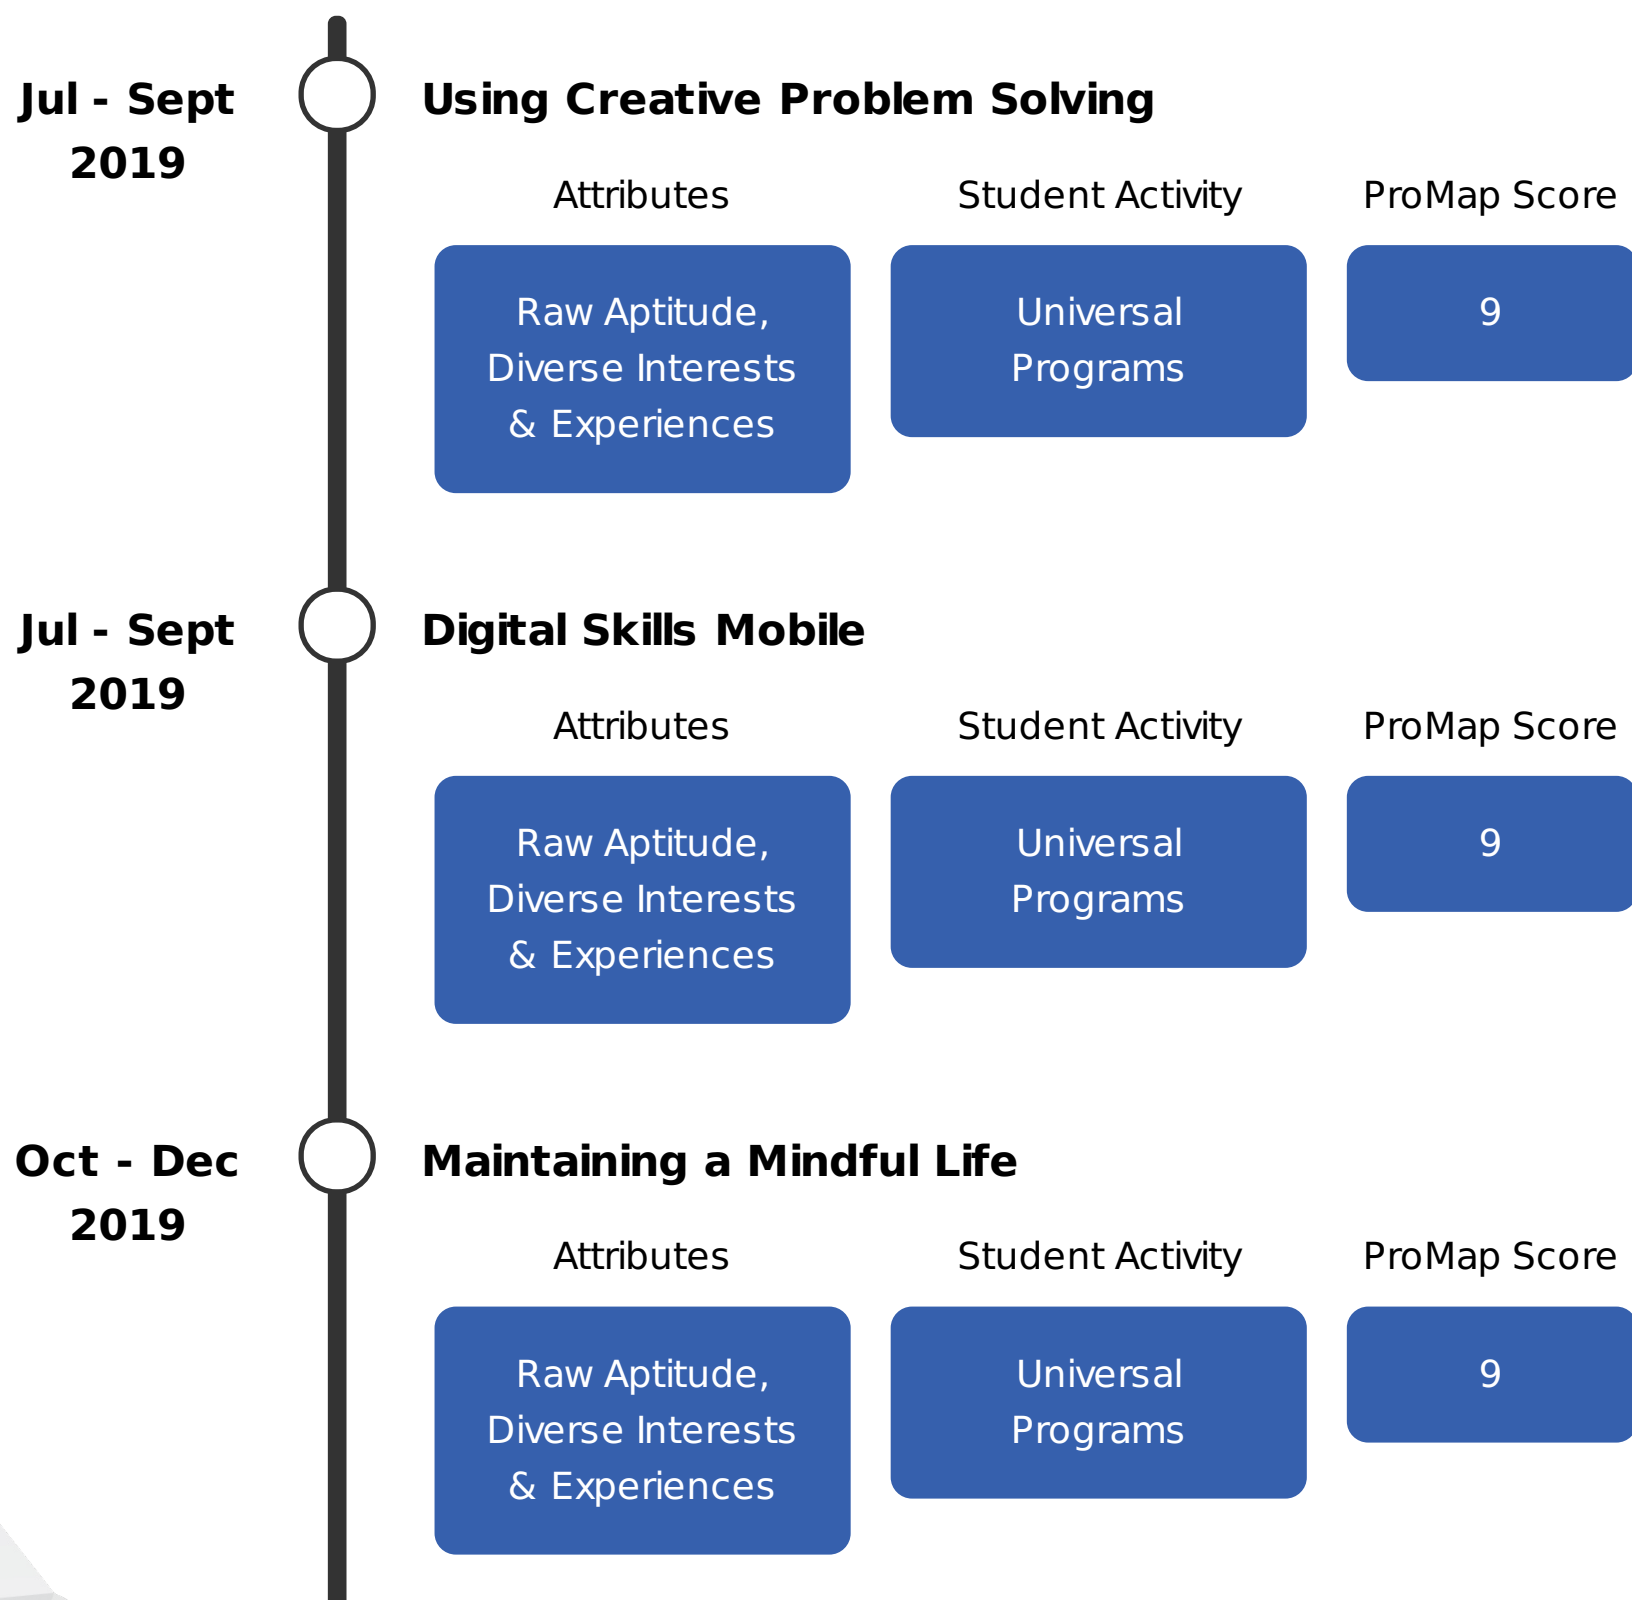 Jul - Sept
2019
Using Creative Problem Solving
Attributes
Student Activity
ProMap Score
Raw Aptitude,
Diverse Interests
& Experiences
Universal
Programs
9
Jul - Sept
2019
Digital Skills Mobile
Attributes
Student Activity
ProMap Score
Raw Aptitude,
Diverse Interests
& Experiences
Universal
Programs
9
Oct - Dec
2019
Maintaining a Mindful Life
Attributes
Student Activity
ProMap Score
Raw Aptitude,
Diverse Interests
& Experiences
Universal
Programs
9